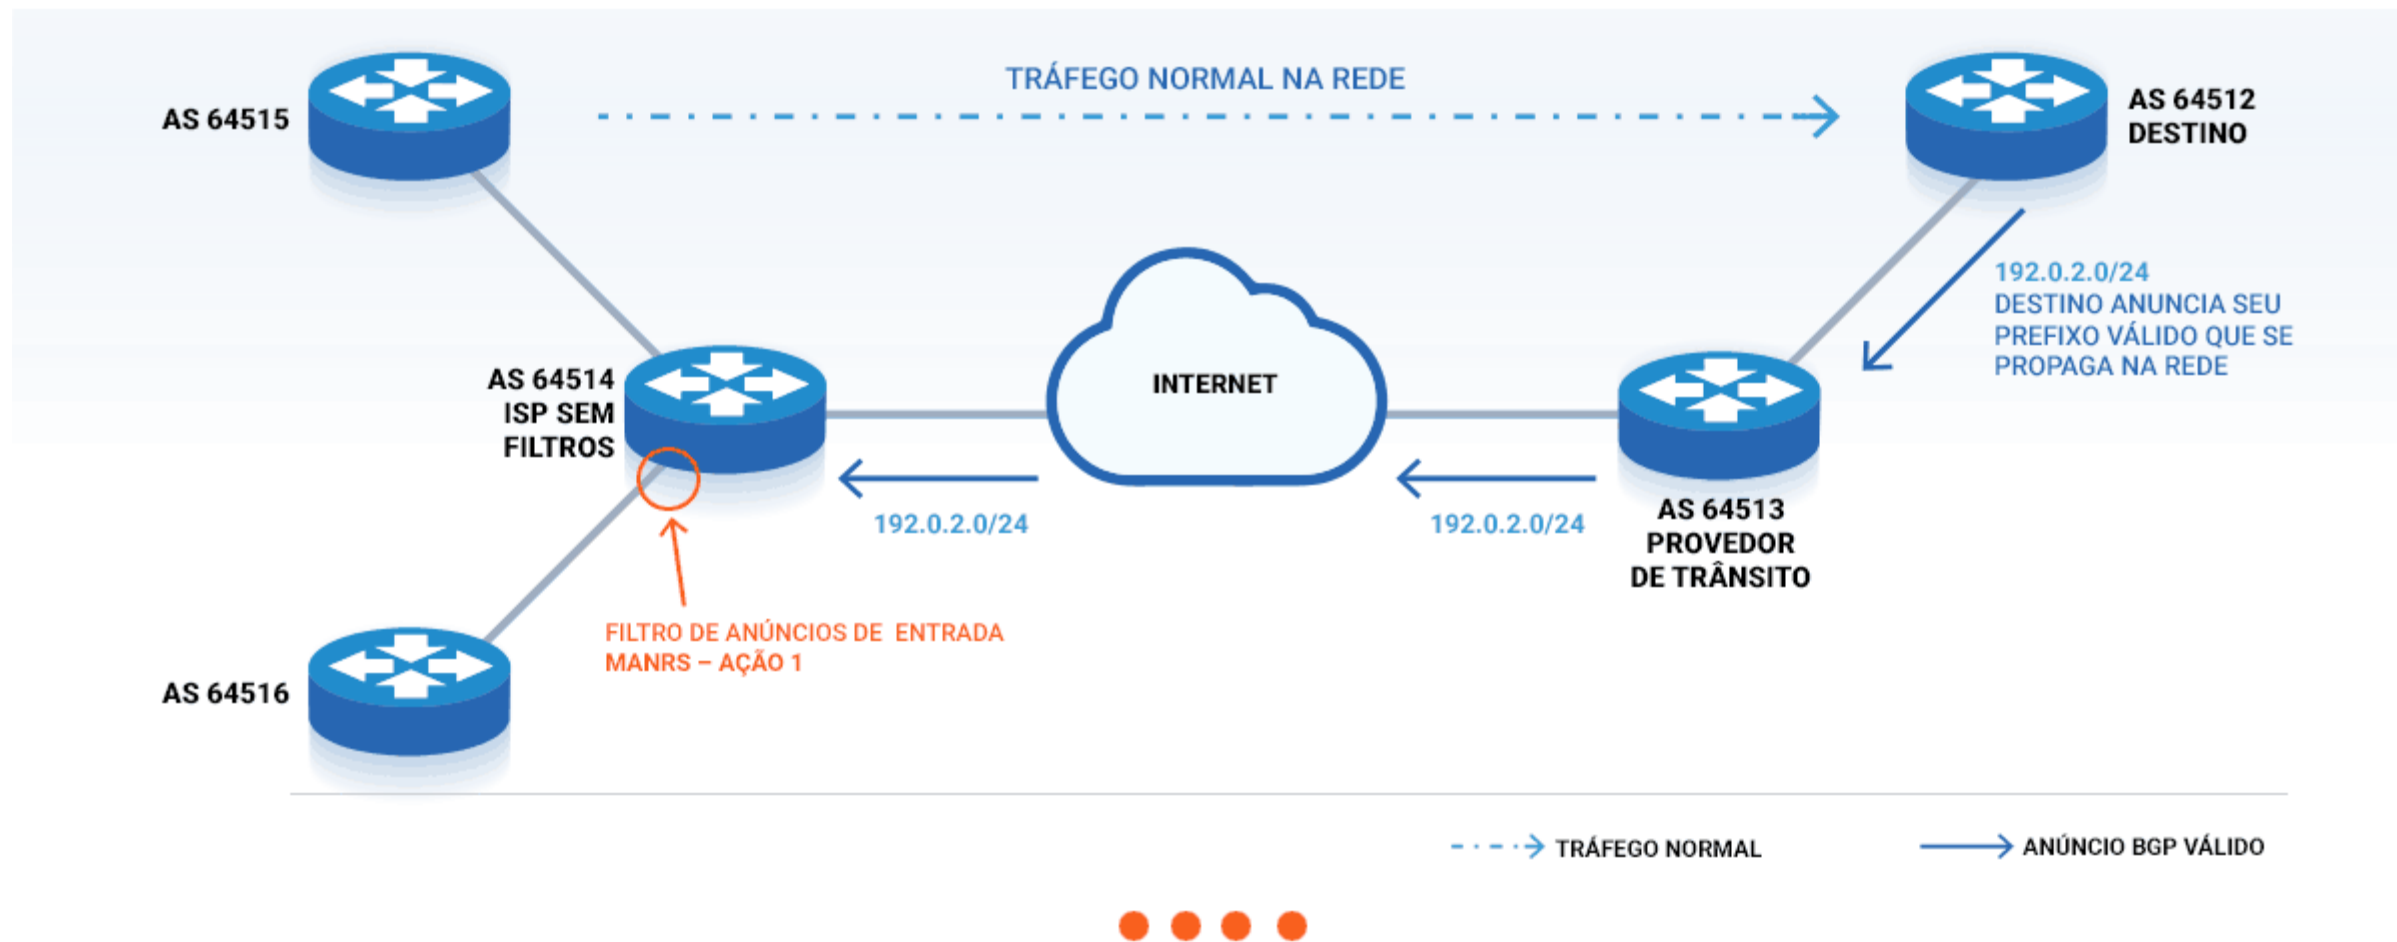 TRÁFEGO NORMAL NA REDE
AS 64515
AS 64512
DESTINO
192.0.2.0/24
DESTINO ANUNCIA SEU
PREFIXO VÁLIDO QUE SE
PROPAGA NA REDE
AS 64514
ISP SEM
FILTROS
INTERNET
192.0.2.0/24
192.0.2.0/24
AS 64513
PROVEDOR
DE TRÂNSITO
FILTRO DE ANÚNCIOS DE ENTRADA
MANRS – AÇÃO 1
AS 64516
TRÁFEGO NORMAL
ANÚNCIO BGP VÁLIDO